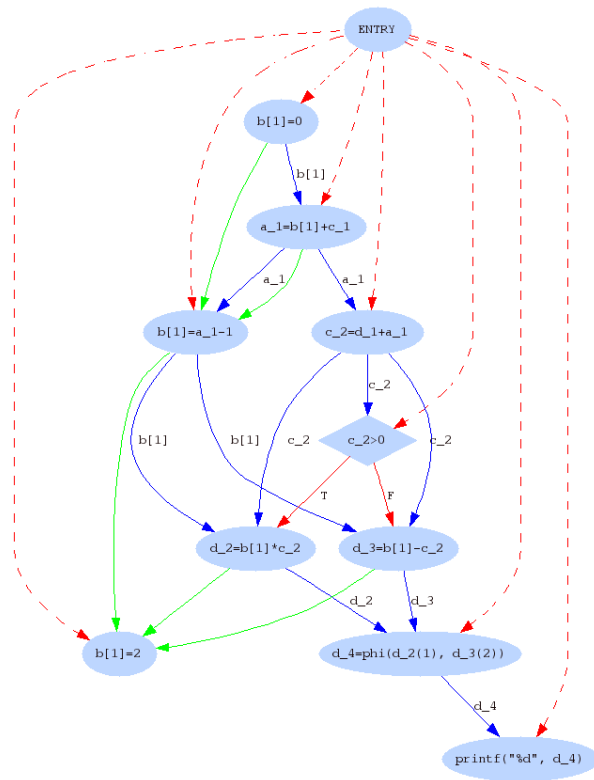 ENTRY
b[1]=0
b[1]
a_1=b[1]+c_1
a_1
a_1
b[1]=a_1-1
c_2=d_1+a_1
c_2
b[1]
b[1]
c_2
c_2>0
c_2
T
F
d_2=b[1]*c_2
d_3=b[1]-c_2
d_2
d_3
b[1]=2
d_4=phi(d_2(1), d_3(2))
d_4
printf("%d", d_4)